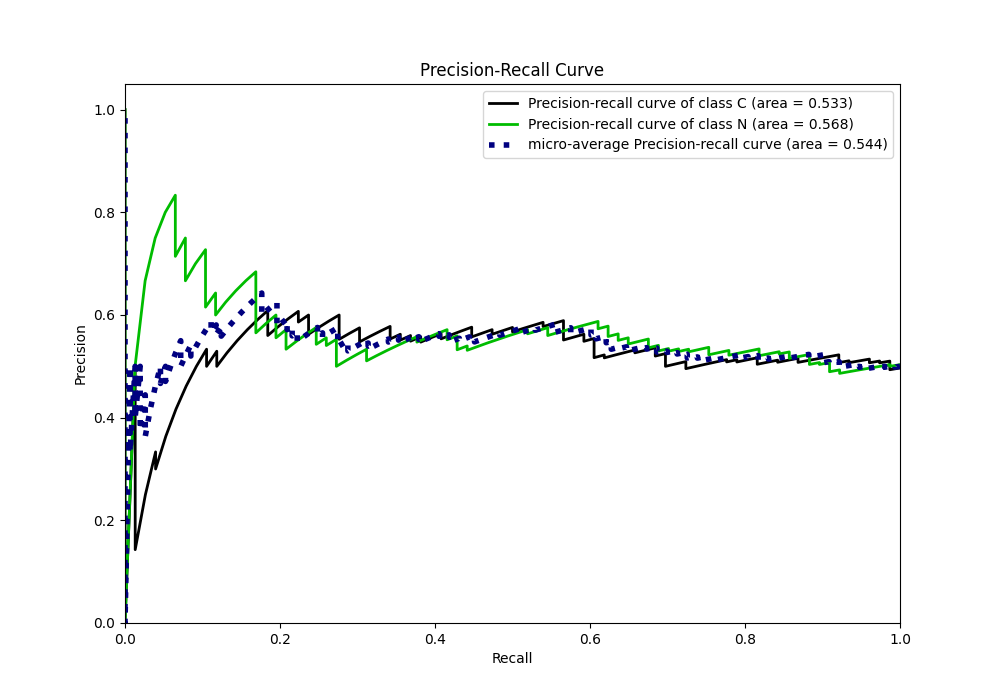 Precision-Recall Curve
Precision-recall curve of class C (area = 0.533)
Precision-recall curve of class N (area = 0.568)
micro-average Precision-recall curve (area = 0.544)
1.0
0.8
0.6
0.4
0.2
0.0
Precision
0.0 0.2 0.4 0.6 0.8 1.0
Recall